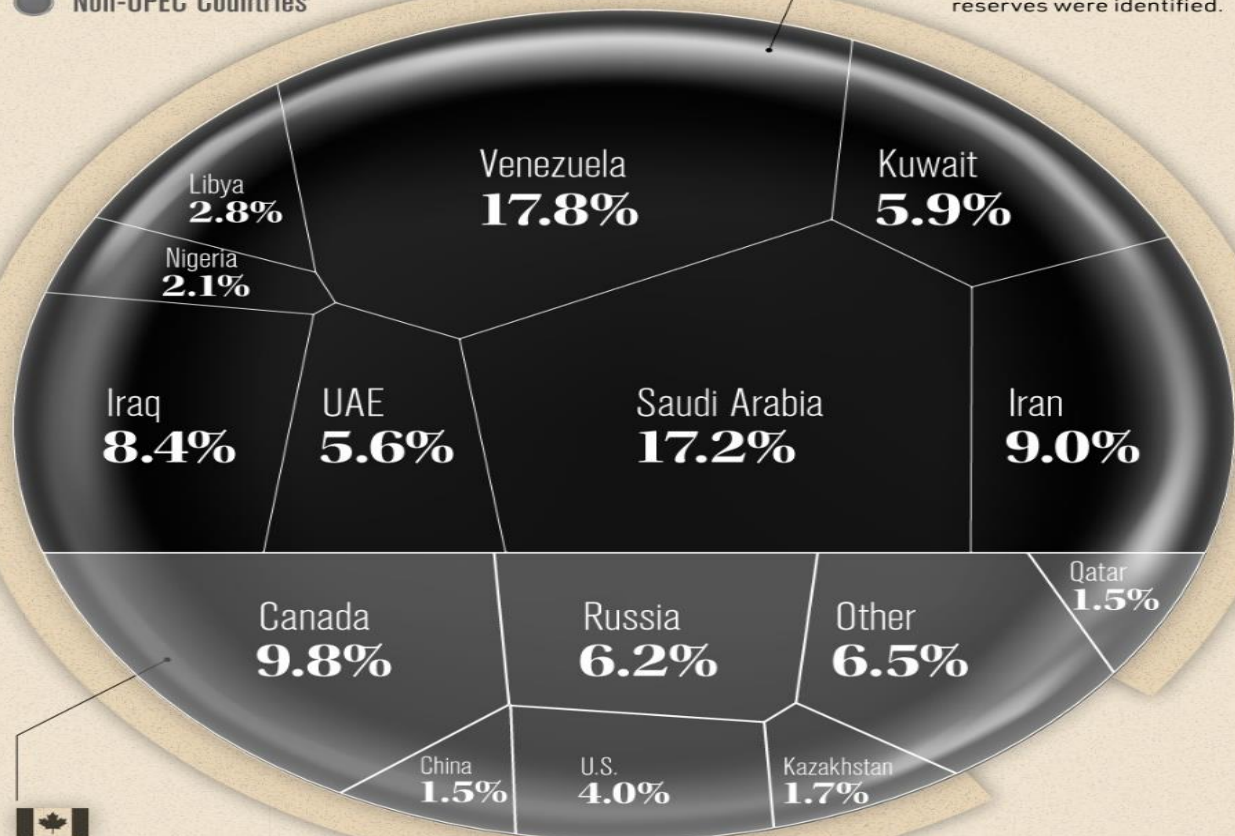 Non-OPEC Countries
reserves were identified.
Venezuela
17.8%
Kuwait
5.9%
Libya
2.8%
Nigeria
2.1%
Iraq
8.4%
UAE
5.6%
Saudi Arabia
17.2%
Iran
9.0%
Canada
9.8%
Russia
6.2%
Other
6.5%
Qatar
1.5%
China
1.5%
U.S.
4.0%
Kazakhstan
1.7%